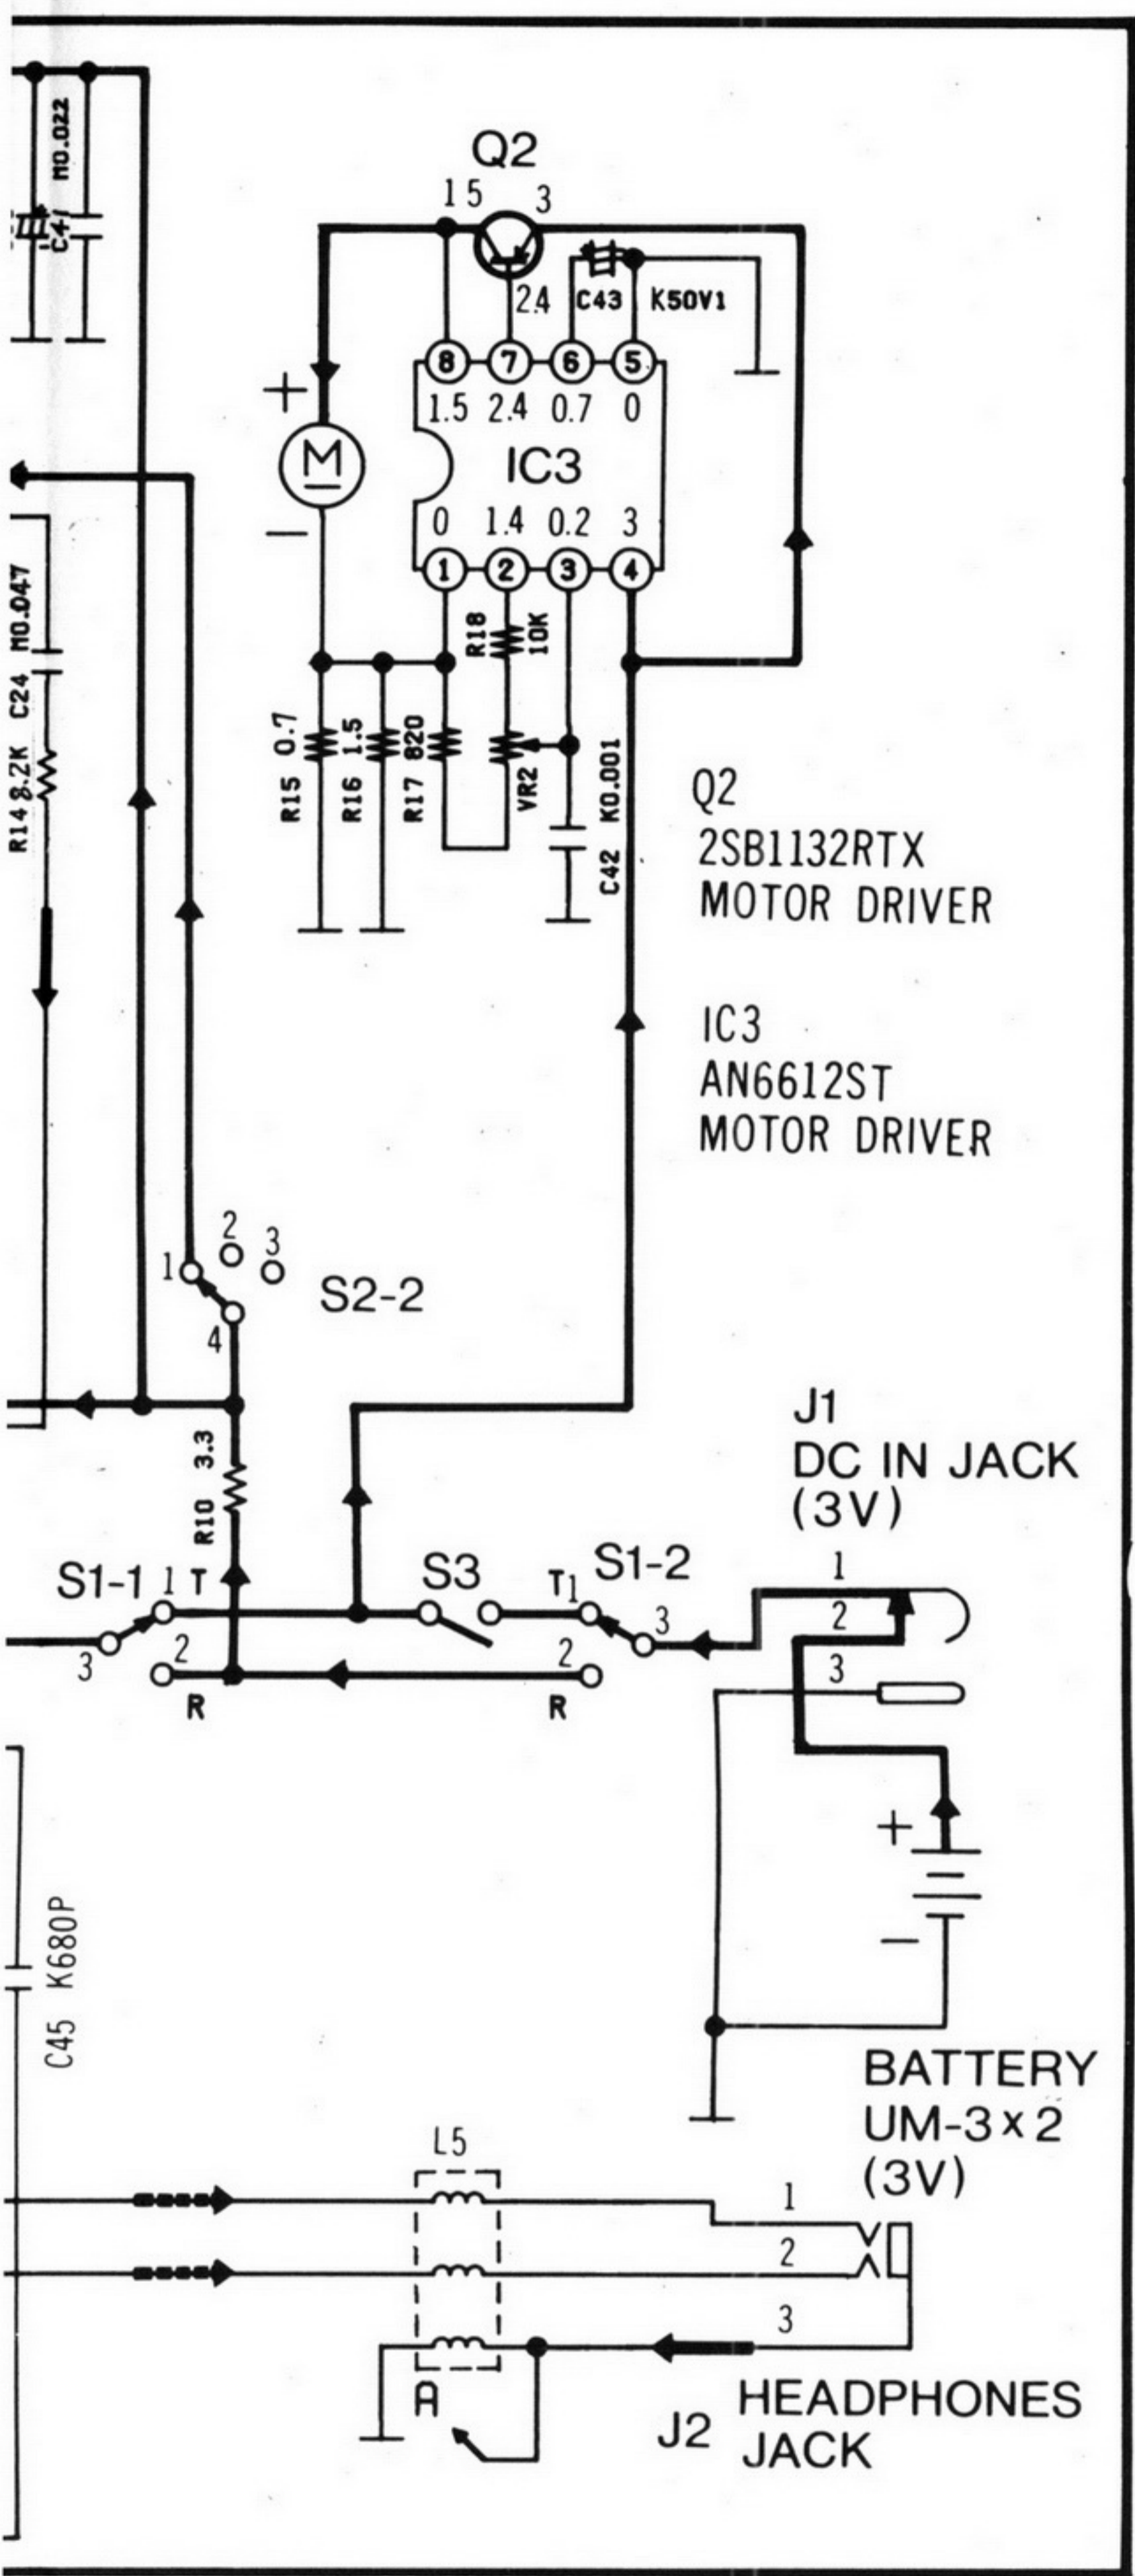 C41 M0.022
Q2
1 5
3
2.4
C43 K50V1
8 7 6 5
1.5 2.4 0.7 0
+
M
IC3
−
0 1.4 0.2 3
1 2 3 4
C24 M0.047
R14 8.2K
R18 10K
R15 0.7
R16 1.5
R17 820
VR2
C42 K0.001
Q2
2SB1132RTX
MOTOR DRIVER
IC3
AN6612ST
MOTOR DRIVER
1 2 3
S2-2
4
R10 3.3
J1
DC IN JACK
(3V)
S1-1 1 T
S3
T 1 S1-2
3
2
R
2
R
3
1
2
3
+
−
C45 K680P
BATTERY
UM-3×2
(3V)
L5
1
2
3
A
J2
HEADPHONES
JACK